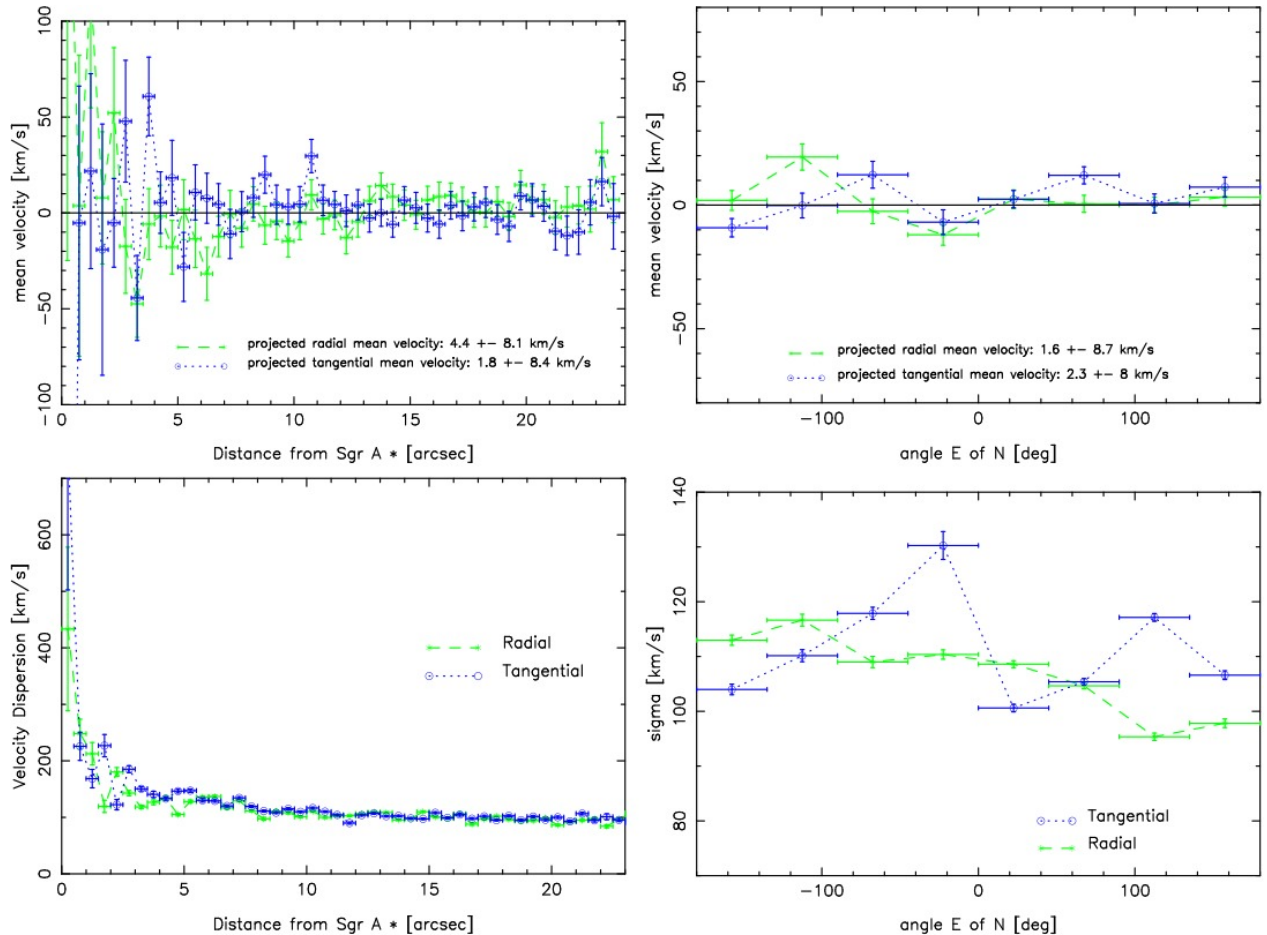 100
50
0
−50
−100
mean velocity [km/s]
projected radial mean velocity: 4.4 +− 8.1 km/s
projected tangential mean velocity: 1.8 +− 8.4 km/s
0 5 10 15 20
Distance from Sgr A * [arcsec]
50
0
−50
mean velocity [km/s]
projected radial mean velocity: 1.6 +− 8.7 km/s
projected tangential mean velocity: 2.3 +− 8 km/s
−100 0 100
angle E of N [deg]
600
400
200
0
Velocity Dispersion [km/s]
Radial
Tangential
0 5 10 15 20
Distance from Sgr A * [arcsec]
140
120
100
80
sigma [km/s]
Tangential
Radial
−100 0 100
angle E of N [deg]